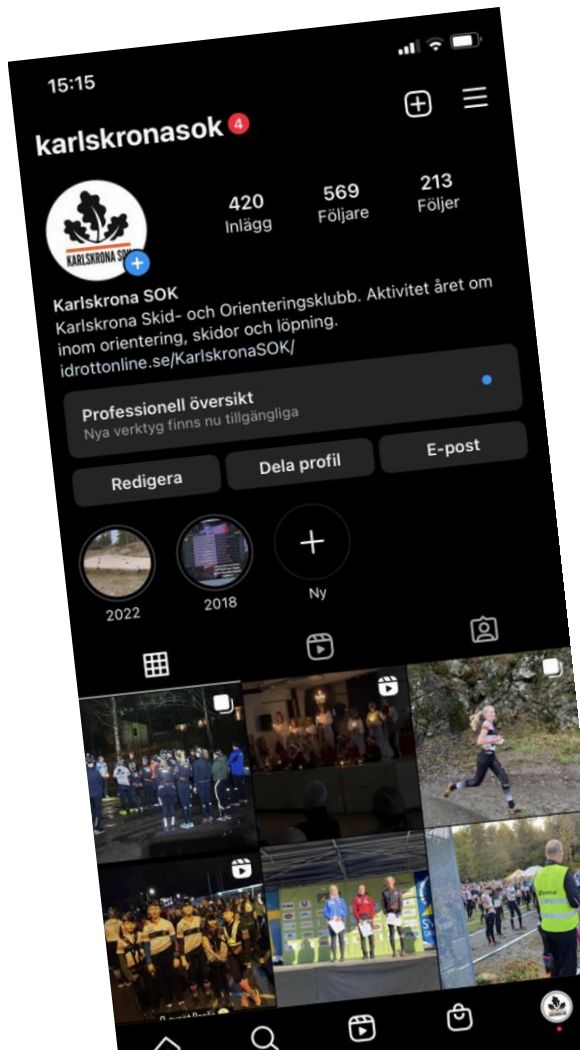 15:15
karlskronasok 4
420 569 213
Inlägg Följare Följer
KARLSKRONA SOK
Karlskrona SOK
Karlskrona Skid- och Orienteringsklubb. Aktivitet året om
inom orientering, skidor och löpning.
idrottonline.se/KarlskronaSOK/
Professionell översikt
Nya verktyg finns nu tillgängliga
Redigera Dela profil E-post
2022 2018 Ny